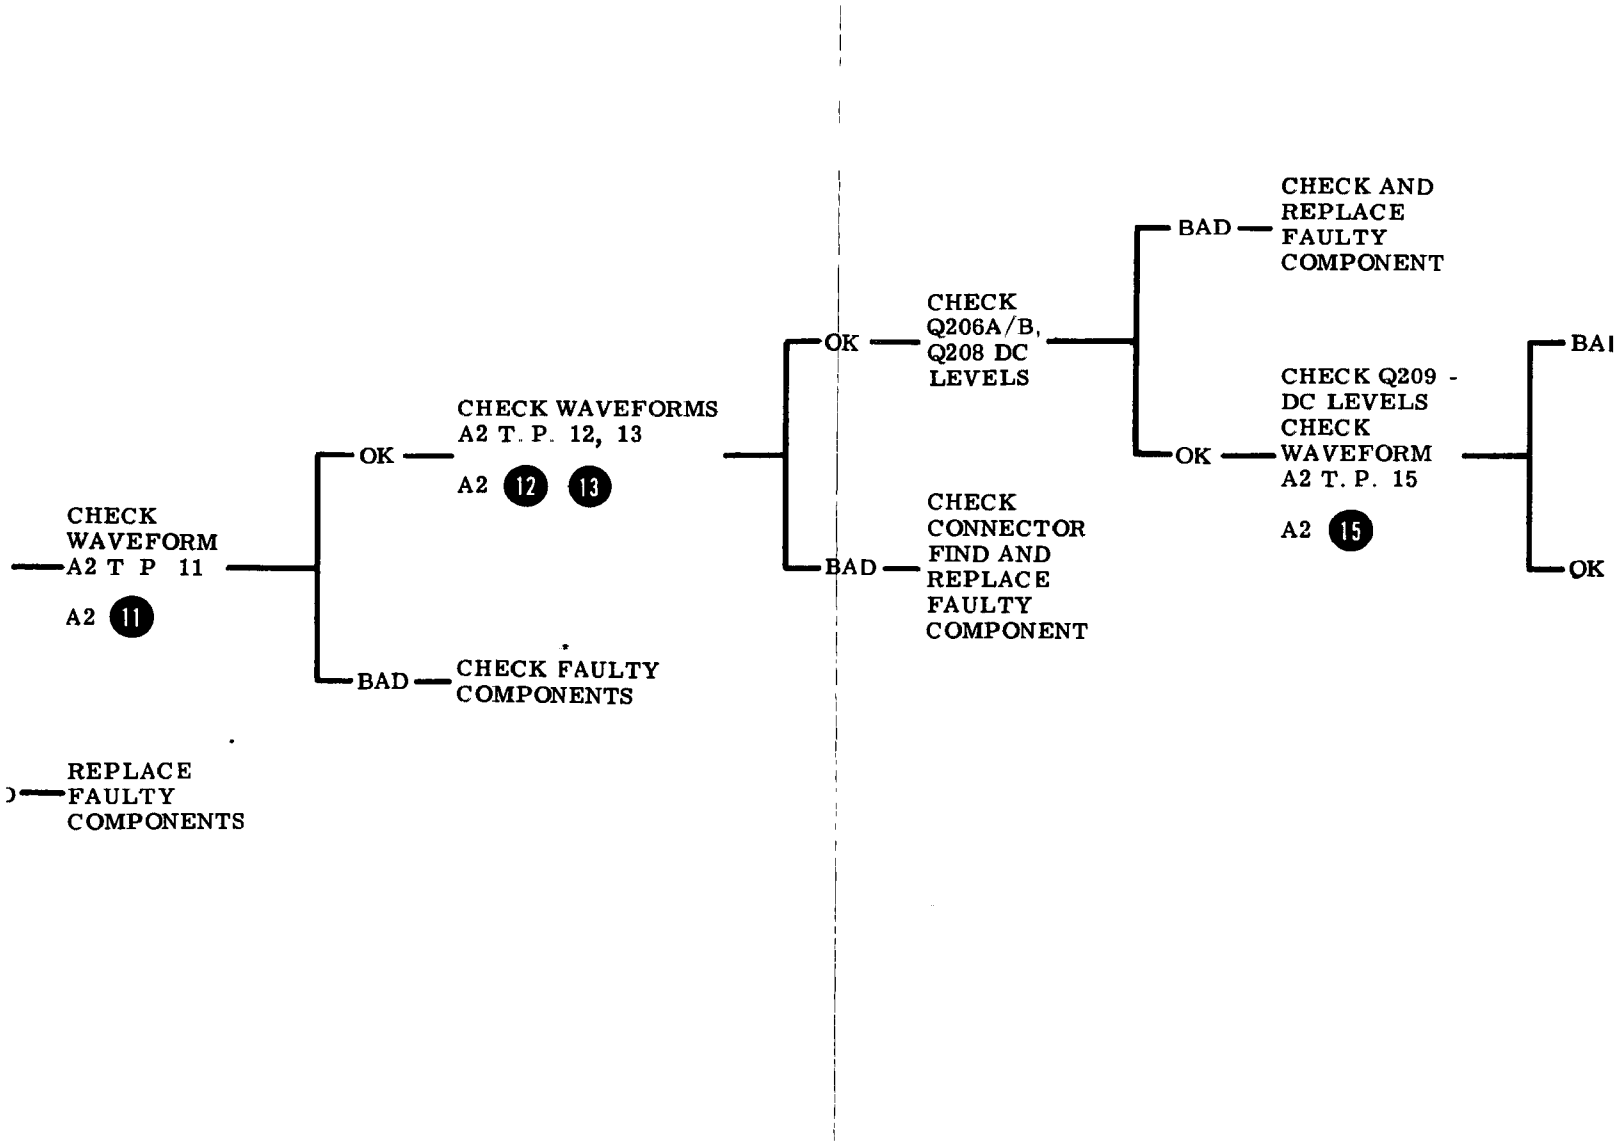 CHECK
WAVEFORM
A2 T P 11
A2 11
REPLACE
FAULTY
COMPONENTS
OK
BAD
CHECK WAVEFORMS
A2 T. P. 12, 13
A2 12 13
CHECK FAULTY
COMPONENTS
OK
BAD
CHECK
Q206A/B,
Q208 DC
LEVELS
CHECK
CONNECTOR
FIND AND
REPLACE
FAULTY
COMPONENT
BAD
OK
CHECK AND
REPLACE
FAULTY
COMPONENT
CHECK Q209 -
DC LEVELS
CHECK
WAVEFORM
A2 T. P. 15
A2 15
OK